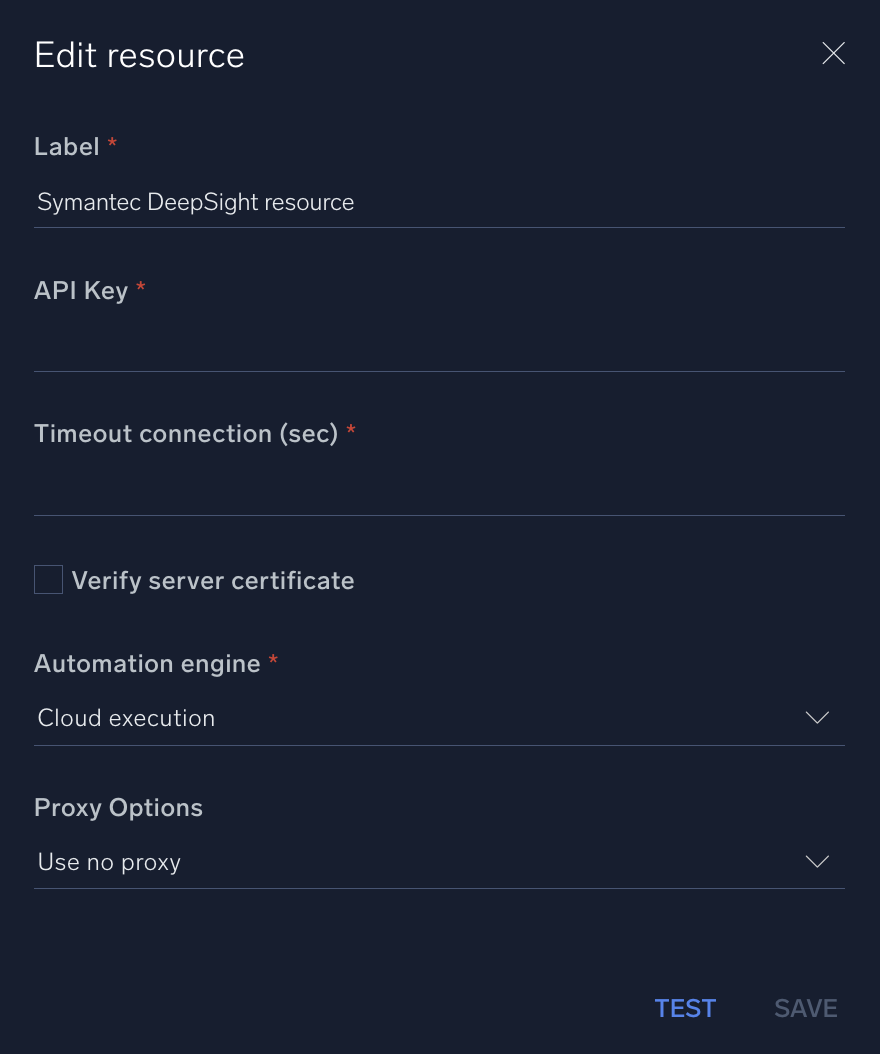 Edit resource
Label *
Symantec DeepSight resource
API Key *
Timeout connection (sec) *
Verify server certificate
Automation engine *
Cloud execution
Proxy Options
Use no proxy
TEST SAVE